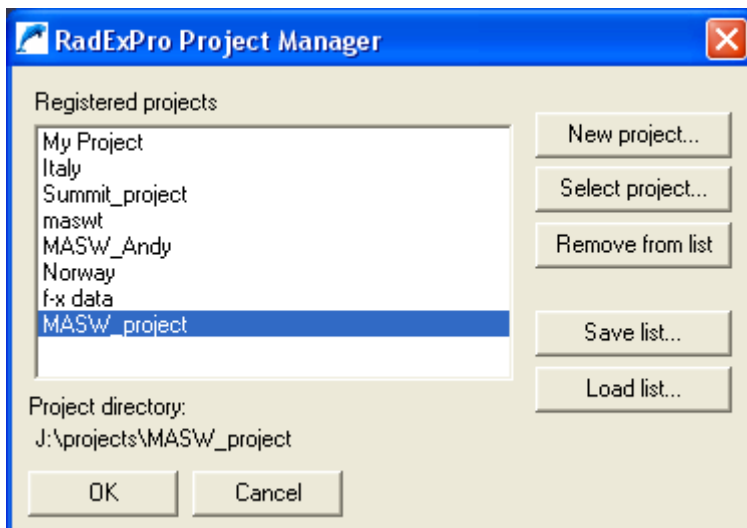 RadExPro Project Manager
Registered projects
My Project
Italy
Summit_project
maswt
MASW_Andy
Norway
f-x data
MASW_project
New project...
Select project...
Remove from list
Save list...
Load list...
Project directory:
J:\projects\MASW_project
OK
Cancel